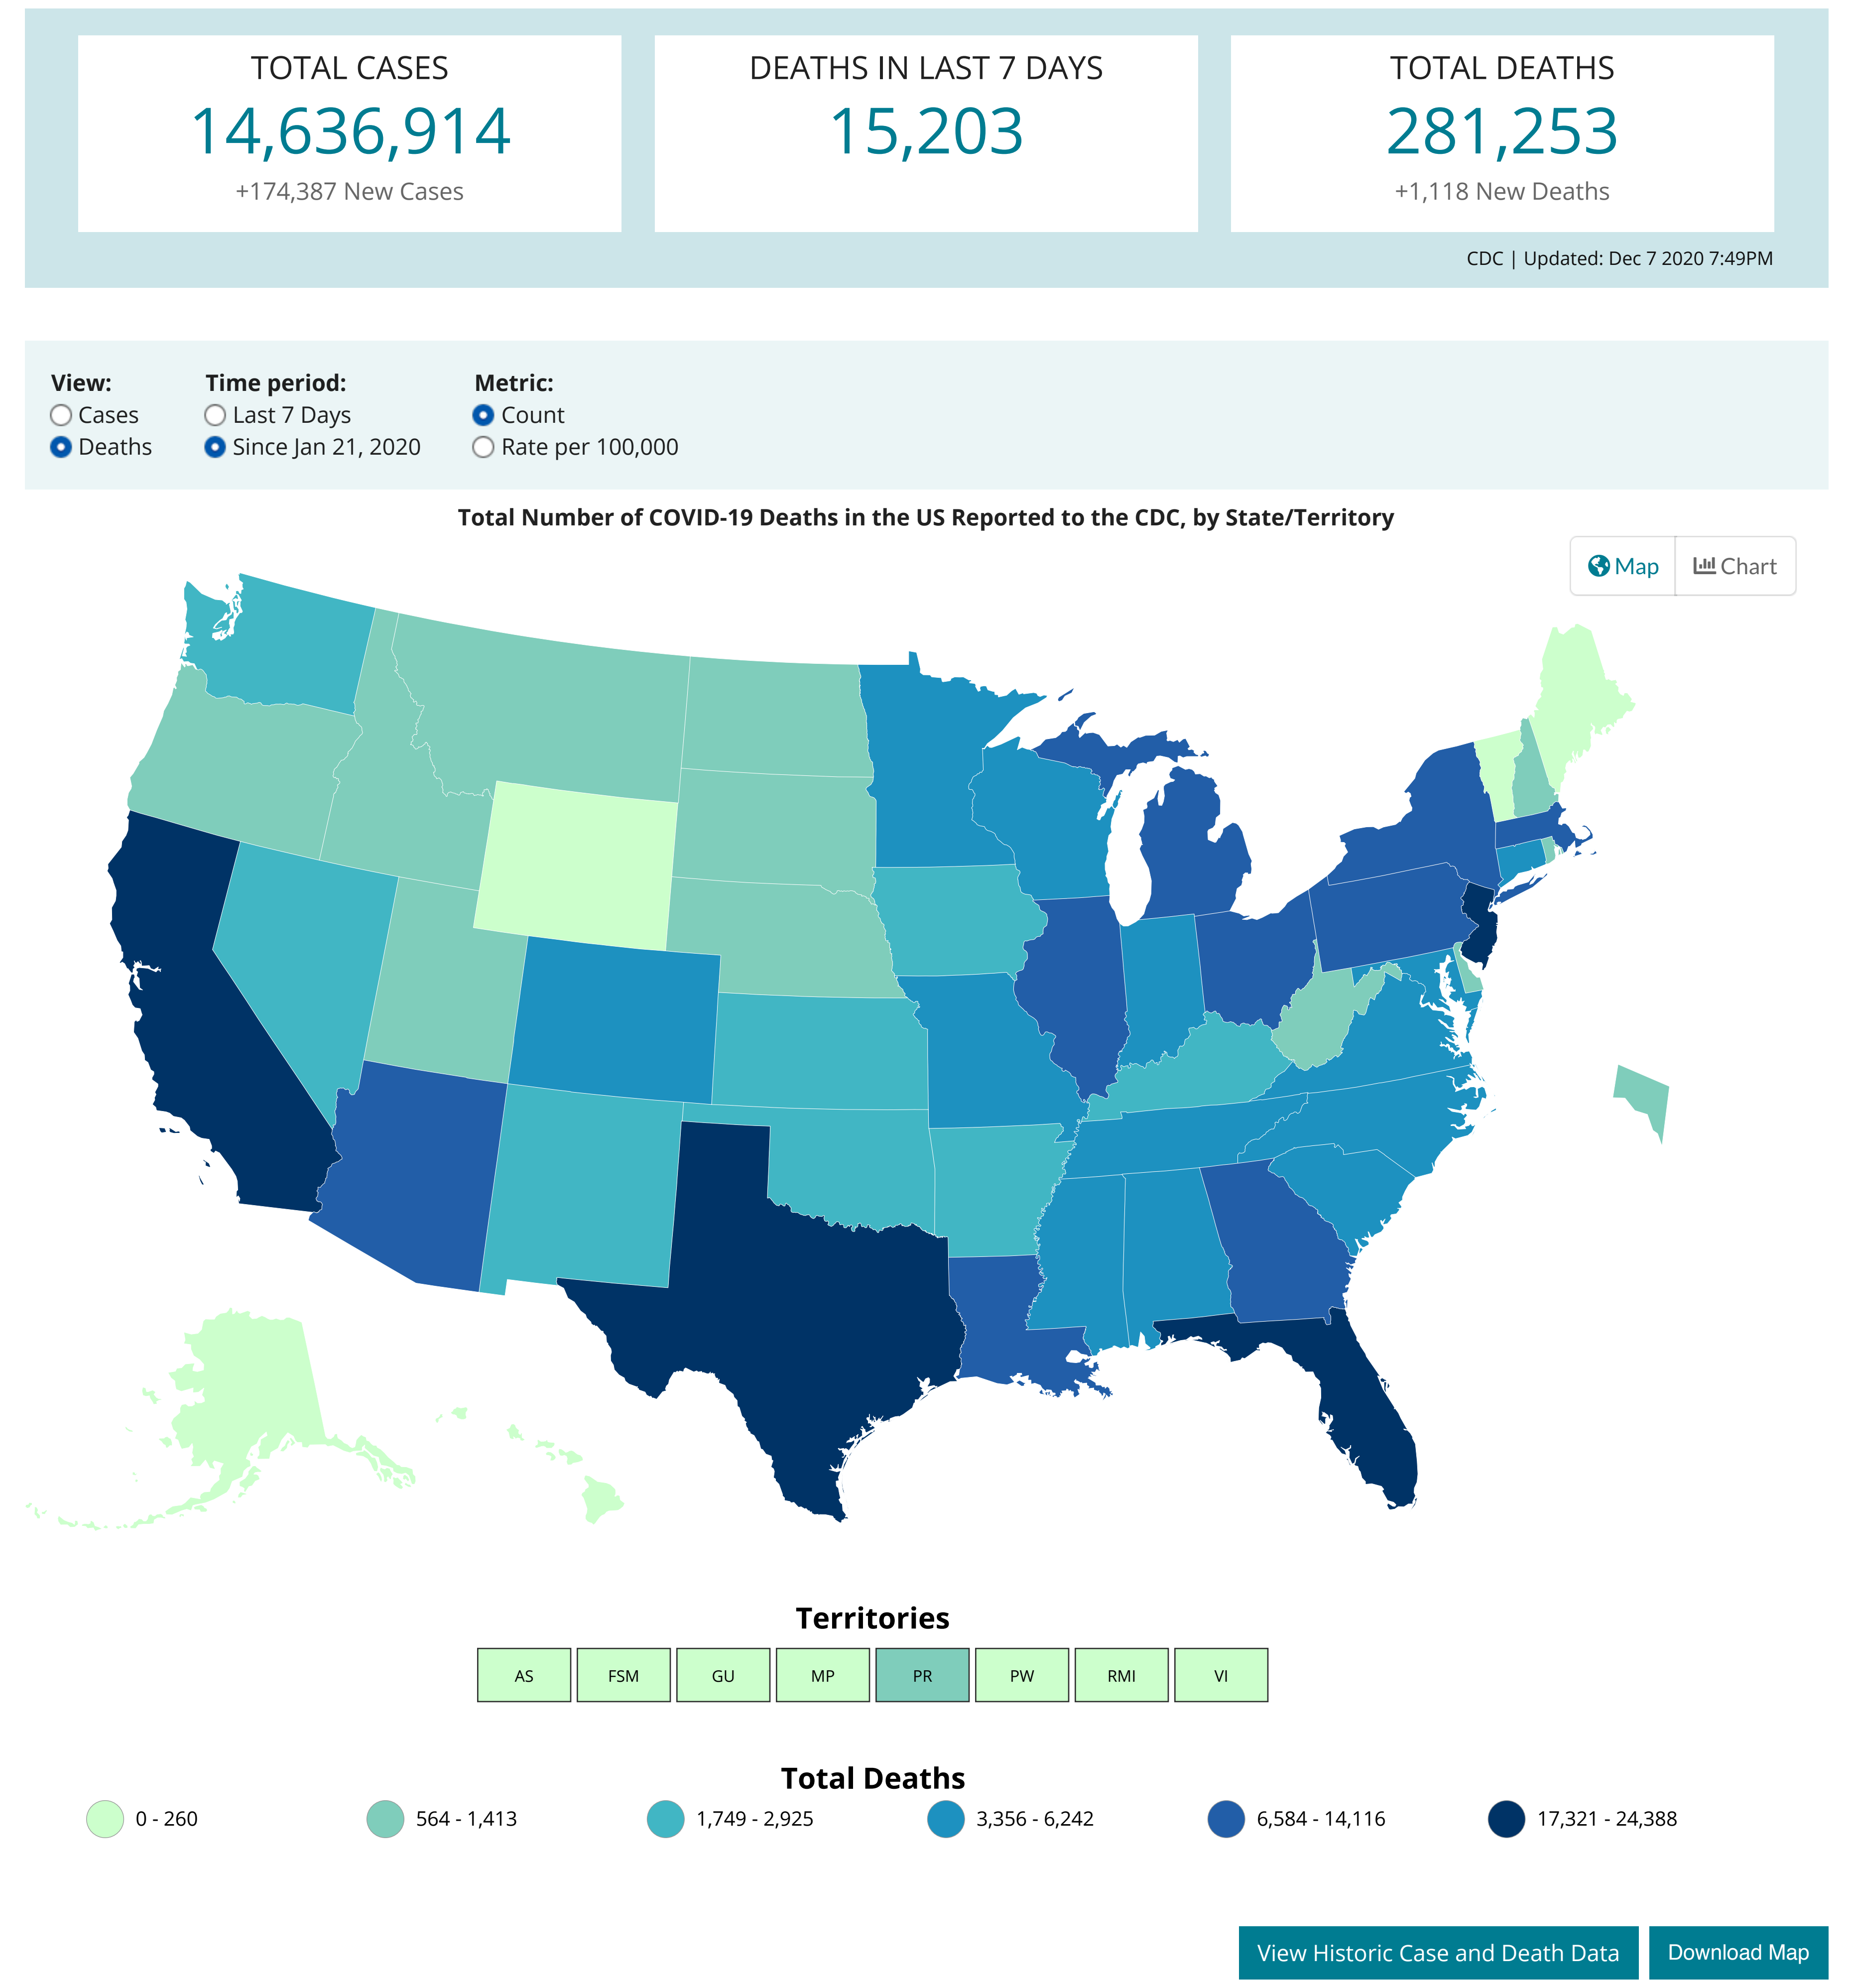 TOTAL CASES
14,636,914
+174,387 New Cases
DEATHS IN LAST 7 DAYS
15,203
TOTAL DEATHS
281,253
+1,118 New Deaths
CDC | Updated: Dec 7 2020 7:49PM
View:
Cases
Deaths
Time period:
Last 7 Days
Since Jan 21, 2020
Metric:
Count
Rate per 100,000
Total Number of COVID-19 Deaths in the US Reported to the CDC, by State/Territory
Map
Chart
Territories
AS
FSM
GU
MP
PR
PW
RMI
VI
Total Deaths
0 - 260
564 - 1,413
1,749 - 2,925
3,356 - 6,242
6,584 - 14,116
17,321 - 24,388
View Historic Case and Death Data
Download Map